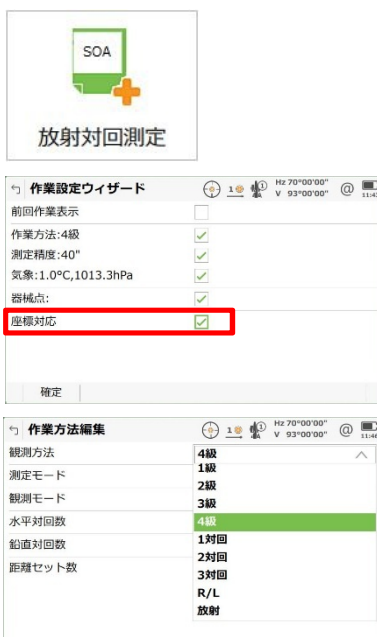 SOA
放射対回測定
作業設定ウィザード
1
1
Hz 70°00'00"
V 93°00'00"
@
前回作業表示
作業方法:4級
測定精度:40"
気象:1.0°C,1013.3hPa
器械点:
座標対応
確定
作業方法編集
1
1
Hz 70°00'00"
V 93°00'00"
@
11:46
観測方法
4級
測定モード
1級
2級
観測モード
3級
水平対回数
4級
鉛直対回数
1対回
2対回
距離セット数
3対回
R/L
放射